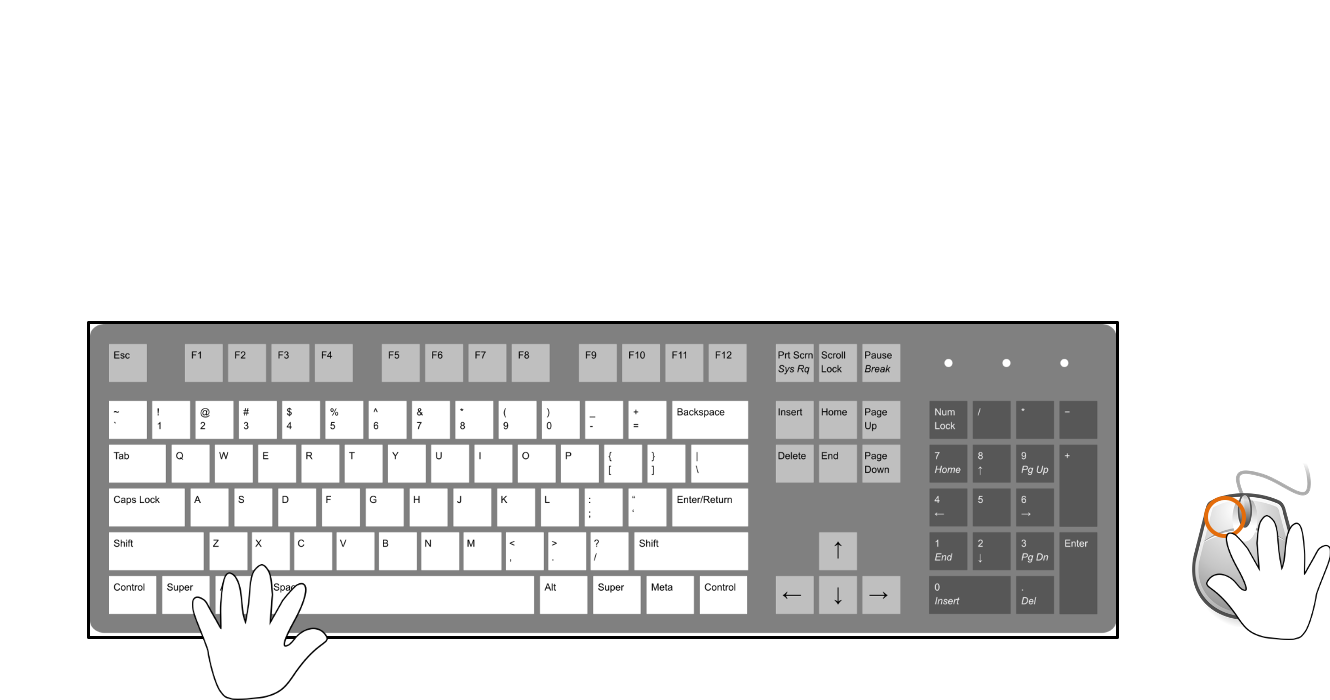 Esc F1 F2 F3 F4 F5 F6 F7 F8 F9 F10 F11 F12 Prt Scrn Scroll Pause
Sys Rq Lock Break
~ ! @ # $ % ^ & * ( ) _ + Backspace Insert Home Page Num / * −
` 1 2 3 4 5 6 7 8 9 0 - = Up Lock
Tab Q W E R T Y U I O P { } | Delete End Page 7 8 9 +
[ ] \ Down Home ↑ Pg Up
Caps Lock A S D F G H J K L : " Enter/Return 4 5 6
; ' ← →
Shift Z X C V B N M < > ? Shift ↑ 1 2 3 Enter
, . / End ↓ Pg Dn
Control Super Alt Super Meta Control ← ↓ → 0 .
Insert Del